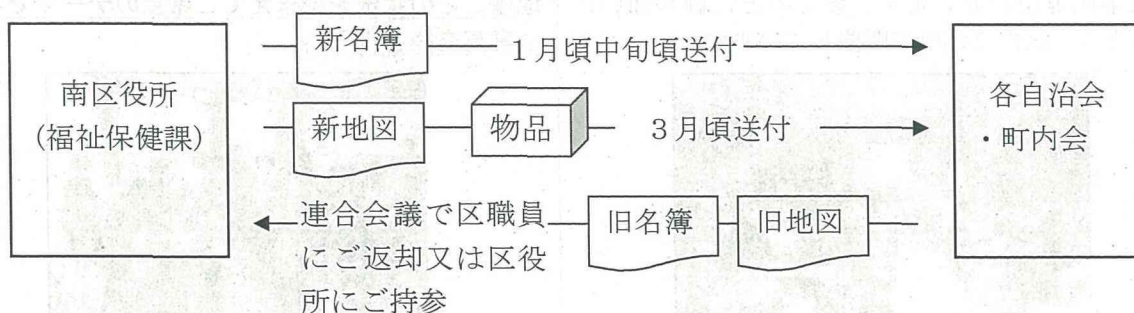 南区役所
(福祉保健課)
新名簿
1月頃中旬頃送付
新地図
物品
3月頃送付
連合会議で区職員
にご返却又は区役
所にご持参
旧名簿
旧地図
各自治会
・町内会